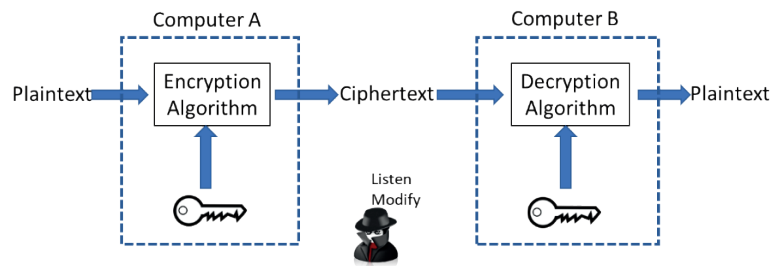 Computer A
Computer B
Plaintext
Encryption
Algorithm
Ciphertext
Decryption
Algorithm
Plaintext
Listen
Modify